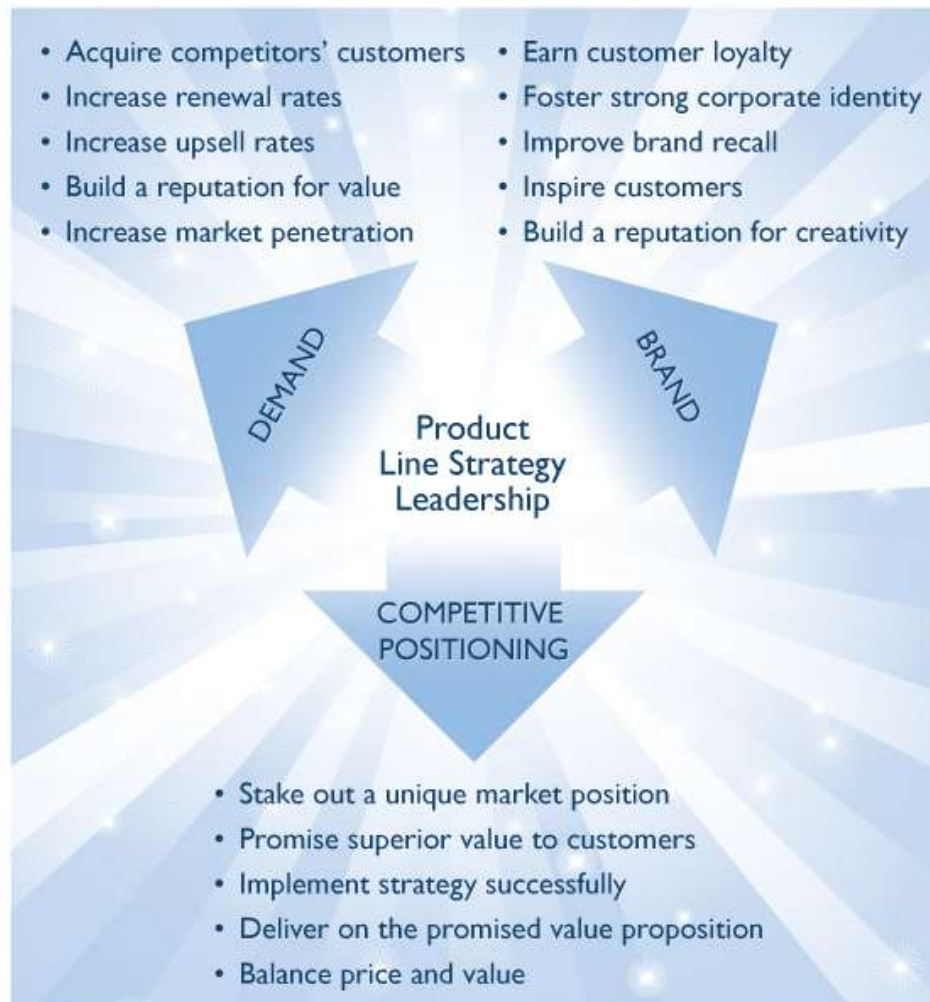 • Acquire competitors' customers
• Increase renewal rates
• Increase upsell rates
• Build a reputation for value
• Increase market penetration
• Earn customer loyalty
• Foster strong corporate identity
• Improve brand recall
• Inspire customers
• Build a reputation for creativity
DEMAND
BRAND
Product
Line Strategy
Leadership
COMPETITIVE
POSITIONING
• Stake out a unique market position
• Promise superior value to customers
• Implement strategy successfully
• Deliver on the promised value proposition
• Balance price and value